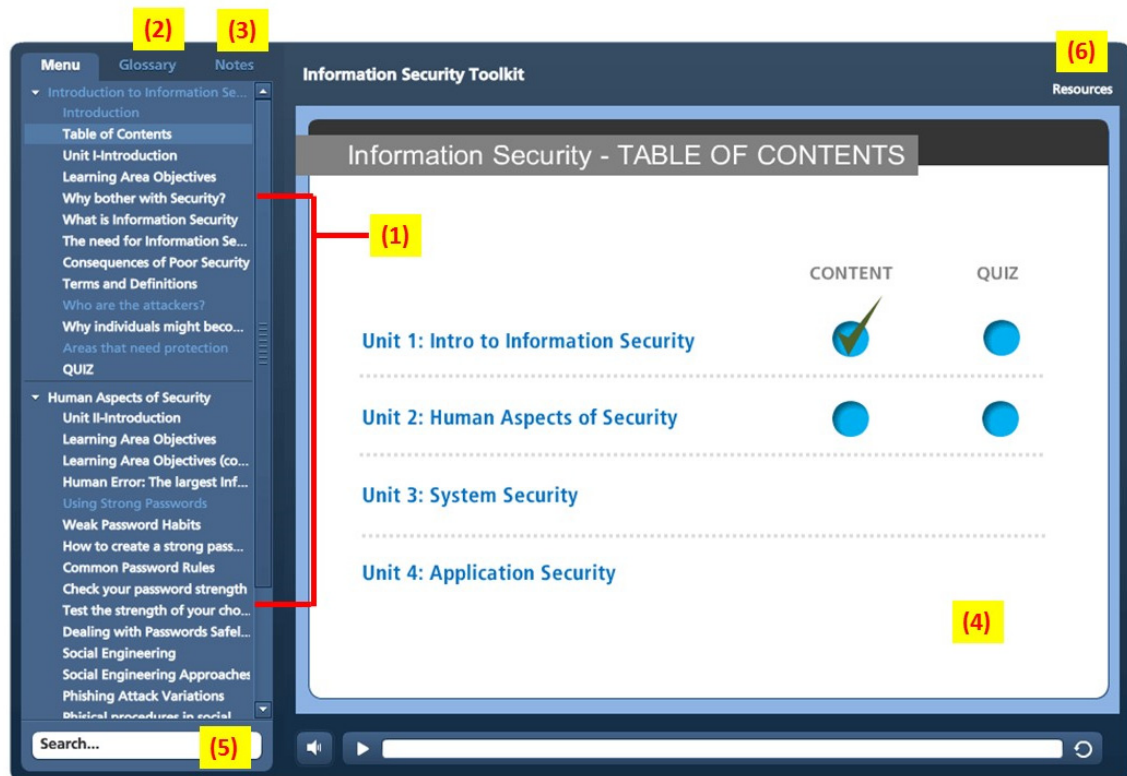 (2)
(3)
(6)
Menu Glossary Notes
Information Security Toolkit
Resources
Introduction to Information Se...
Introduction
Table of Contents
Unit I-Introduction
Learning Area Objectives
Why bother with Security?
What is Information Security
The need for Information Se...
Consequences of Poor Security
Terms and Definitions
Who are the attackers?
Why individuals might beco...
Areas that need protection
QUIZ
Human Aspects of Security
Unit II-Introduction
Learning Area Objectives
Learning Area Objectives (co...
Human Error: The largest Inf...
Using Strong Passwords
Weak Password Habits
How to create a strong pass...
Common Password Rules
Check your password strength
Test the strength of your cho...
Dealing with Passwords Safel...
Social Engineering
Social Engineering Approaches
Phishing Attack Variations
Phisical procedures in social
Search...
(5)
(1)
Information Security - TABLE OF CONTENTS
CONTENT QUIZ
Unit 1: Intro to Information Security
Unit 2: Human Aspects of Security
Unit 3: System Security
Unit 4: Application Security
(4)